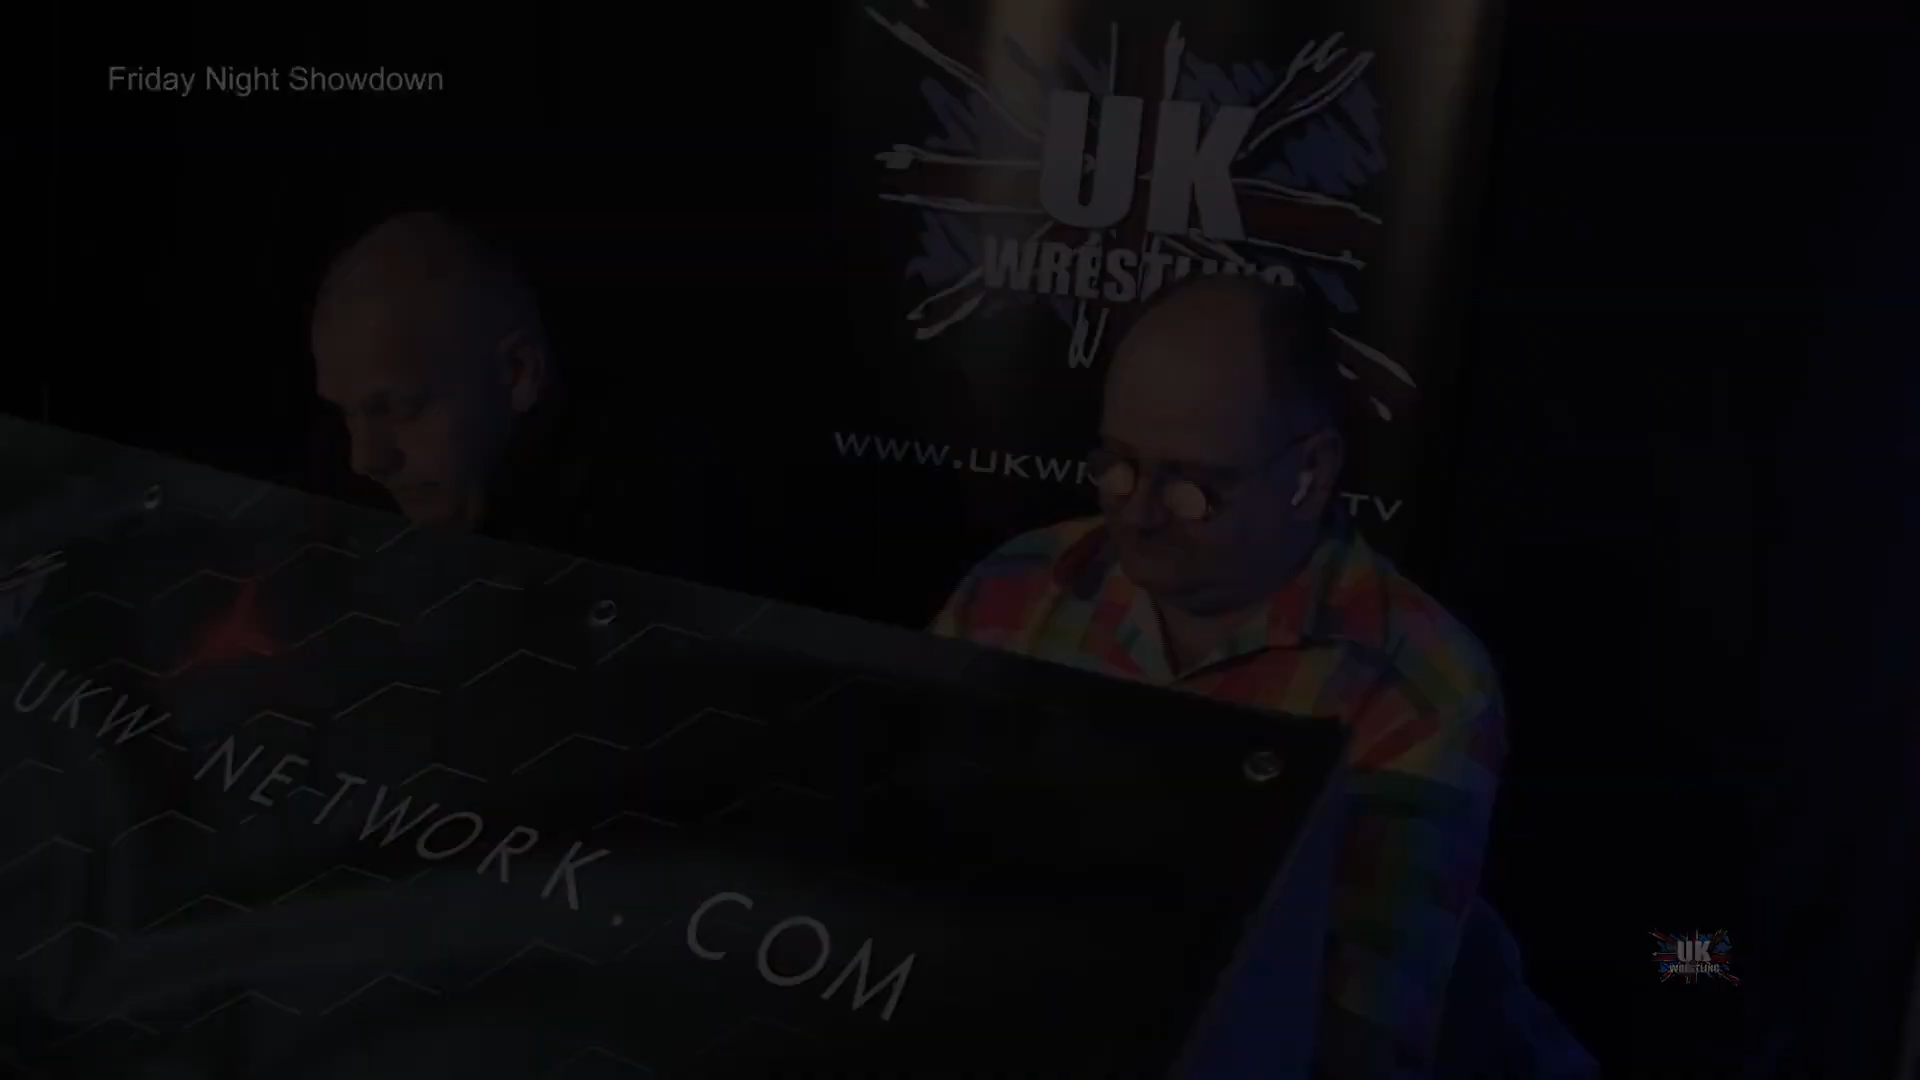 Friday Night Showdown
UK
WRESTLING
WWW.UKWR TV
UKW-NETWORK.COM
UK
WRESTLING